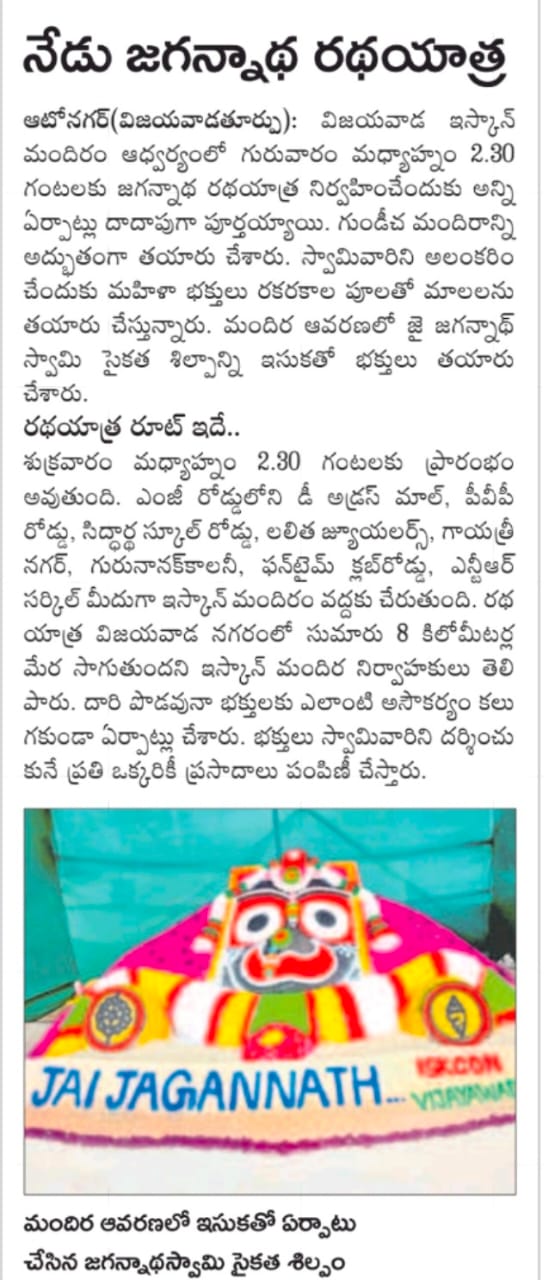 నేడు జగన్నాథ రథయాత్ర
ఆటోనగర్(విజయవాడతూర్పు): విజయవాడ ఇస్కాన్
మందిరం ఆధ్వర్యంలో గురువారం మధ్యాహ్నం 2.30
గంటలకు జగన్నాథ రథయాత్ర నిర్వహించేందుకు అన్ని
ఏర్పాట్లు దాదాపుగా పూర్తయ్యాయి. గుండీచ మందిరాన్ని
అద్భుతంగా తయారు చేశారు. స్వామివారిని అలంకరిం
చేందుకు మహిళా భక్తులు రకరకాల పూలతో మాలలను
తయారు చేస్తున్నారు. మందిర ఆవరణలో జై జగన్నాథ్
స్వామి సైకత శిల్పాన్ని ఇసుకతో భక్తులు తయారు
చేశారు.
రథయాత్ర రూట్ ఇదే..
శుక్రవారం మధ్యాహ్నం 2.30 గంటలకు ప్రారంభం
అవుతుంది. ఎంజీ రోడ్డులోని డీ అడ్రస్ మాల్, పీవీపీ
రోడ్డు, సిద్ధార్థ స్కూల్ రోడ్డు, లలిత జ్యూయలర్స్, గాయత్రీ
నగర్, గురునానక్‌కాలనీ, ఫన్‌టైమ్ క్లబ్‌రోడ్డు, ఎన్టీఆర్
సర్కిల్ మీదుగా ఇస్కాన్ మందిరం వద్దకు చేరుతుంది. రథ
యాత్ర విజయవాడ నగరంలో సుమారు 8 కిలోమీటర్ల
మేర సాగుతుందని ఇస్కాన్ మందిర నిర్వాహకులు తెలి
పారు. దారి పొడవునా భక్తులకు ఎలాంటి అసౌకర్యం కలు
గకుండా ఏర్పాట్లు చేశారు. భక్తులు స్వామివారిని దర్శించు
కునే ప్రతి ఒక్కరికీ ప్రసాదాలు పంపిణీ చేస్తారు.
JAI JAGANNATH...
ISKCON
VIJAYAWAD
మందిర ఆవరణలో ఇసుకతో ఏర్పాటు
చేసిన జగన్నాథస్వామి సైకత శిల్పం